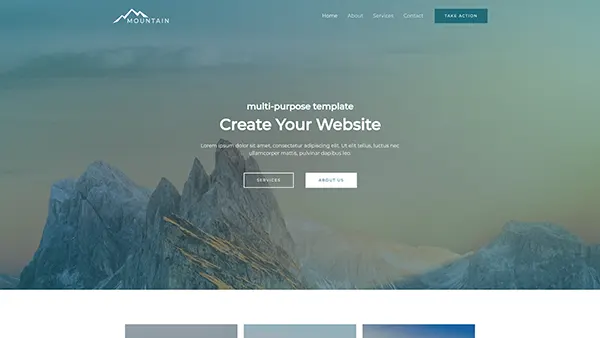 MOUNTAIN
Home About Services Contact TAKE ACTION
multi-purpose template
Create Your Website
Lorem ipsum dolor sit amet, consectetur adipiscing elit. Ut elit tellus, luctus nec
ullamcorper mattis, pulvinar dapibus leo.
SERVICES ABOUT US